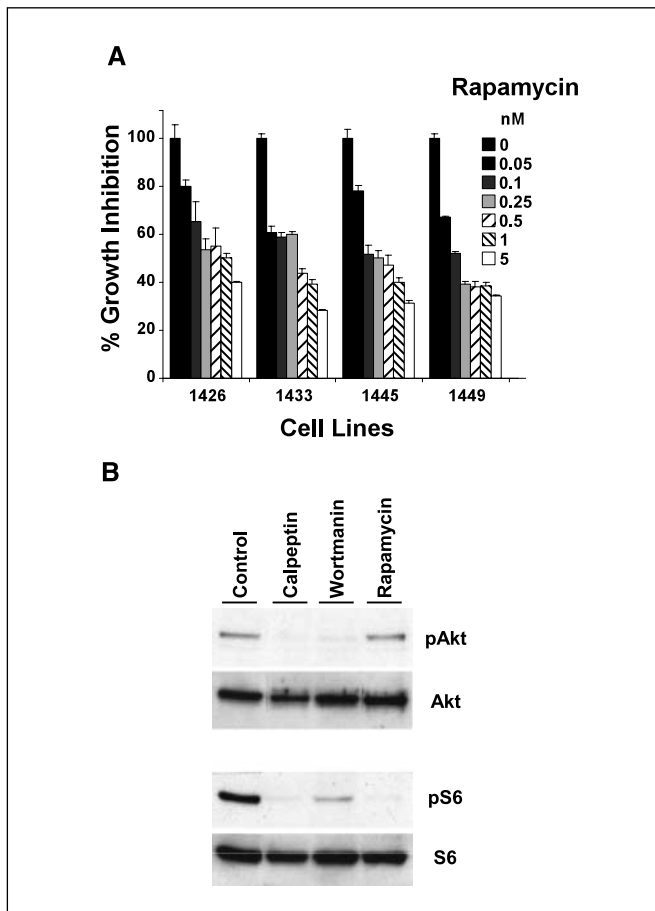 A
Rapamycin
nM
0
0.05
0.1
0.25
0.5
1
5
% Growth Inhibition
100
80
60
40
20
0
1426 1433 1445 1449
Cell Lines
B
Control Calpeptin Wortmanin Rapamycin
pAkt
Akt
pS6
S6